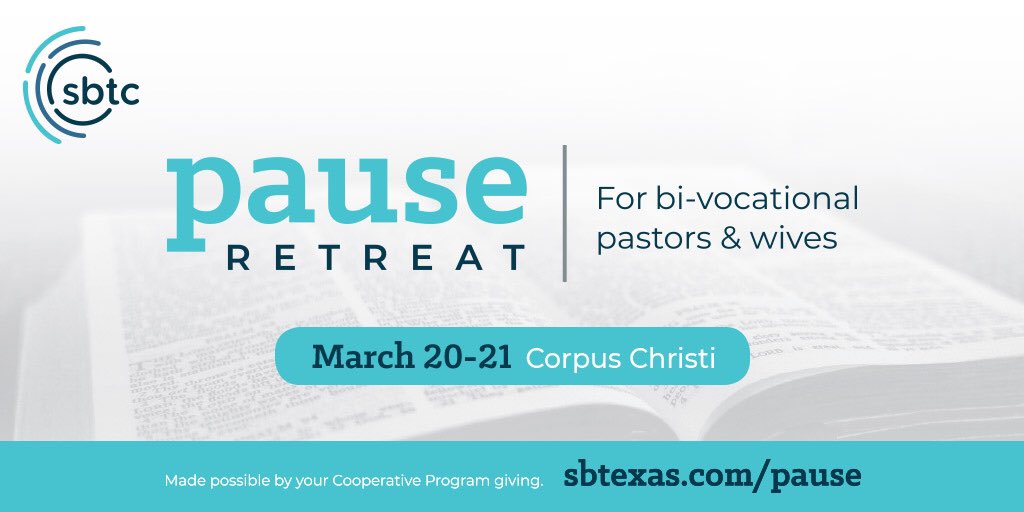 sbtc
pause
RETREAT
For bi-vocational
pastors & wives
March 20-21 Corpus Christi
Made possible by your Cooperative Program giving. sbtexas.com/pause